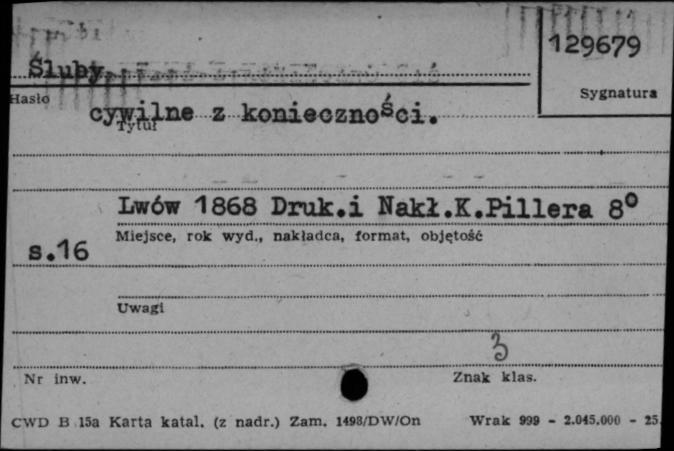 129679
Śluby
Hasło
Sygnatura
cywilne z konieczności.
Tytuł
Lwów 1868 Druk.i Nakł.K.Pillera 8°
Miejsce, rok wyd., nakładca, format, objętość
s.16
Uwagi
3
Nr inw.
Znak klas.
CWD B 15a Karta katal. (z nadr.) Zam. 1498/DW/On Wrak 999 - 2.045.000 - 25